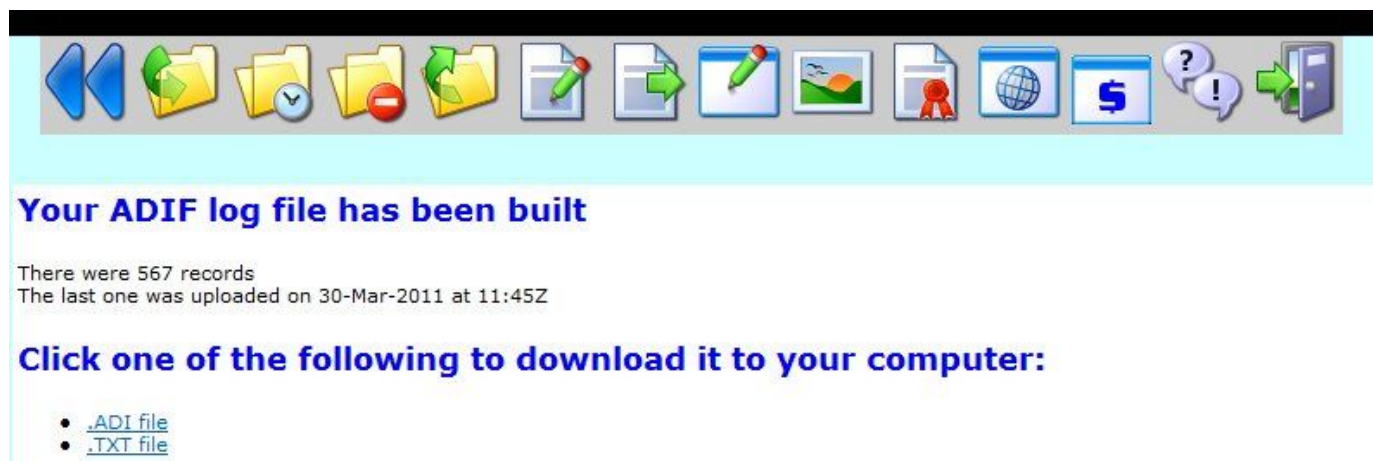 $
? !
Your ADIF log file has been built
There were 567 records
The last one was uploaded on 30-Mar-2011 at 11:45Z
Click one of the following to download it to your computer:
.ADI file
.TXT file